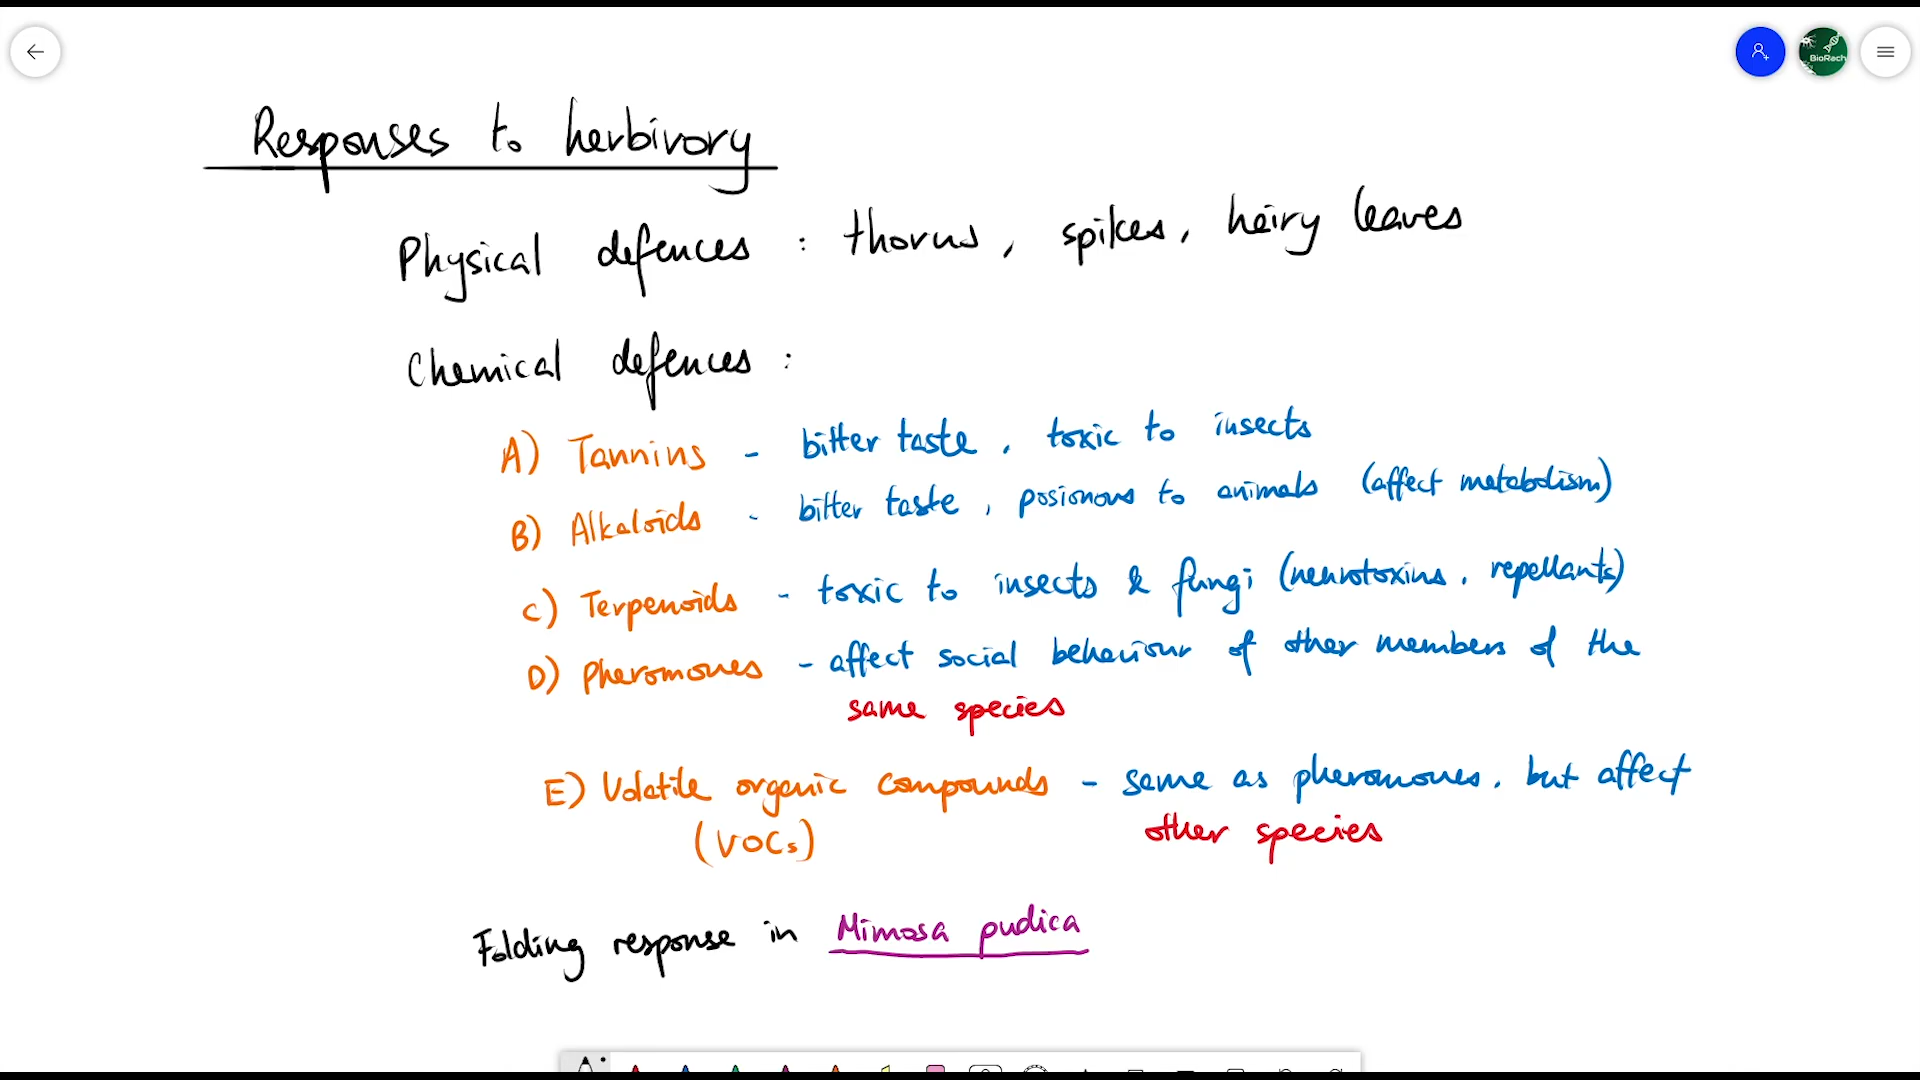 BioRach
Responses to herbivory
Physical defences : thorns, spikes, hairy leaves
Chemical defences :
A) Tannins - bitter taste, toxic to insects
B) Alkaloids - bitter taste, posionous to animals (affect metabolism)
C) Terpenoids - toxic to insects & fungi (neurotoxins, repellants)
D) Pheromones - affect social behaviour of other members of the
same species
E) Volatile organic compounds - same as pheromones, but affect
(VOCs) other species
Folding response in Mimosa pudica